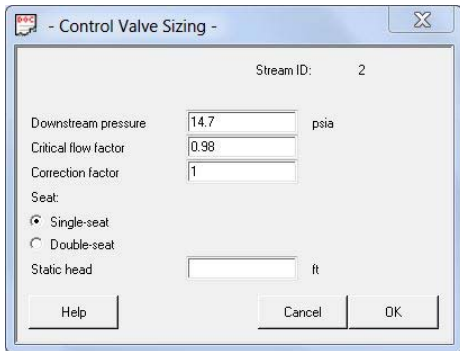 - Control Valve Sizing -
Stream ID: 2
Downstream pressure 14.7 psia
Critical flow factor 0.98
Correction factor 1
Seat:
Single-seat
Double-seat
Static head ft
Help Cancel OK